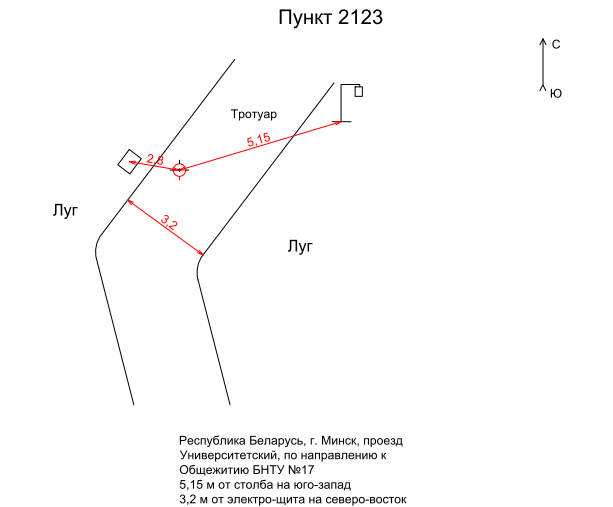 Пункт 2123
С
Ю
Тротуар
5,15
2,8
Луг
3,2
Луг
Республика Беларусь, г. Минск, проезд
Университетский, по направлению к
Общежитию БНТУ №17
5,15 м от столба на юго-запад
3,2 м от электро-щита на северо-восток